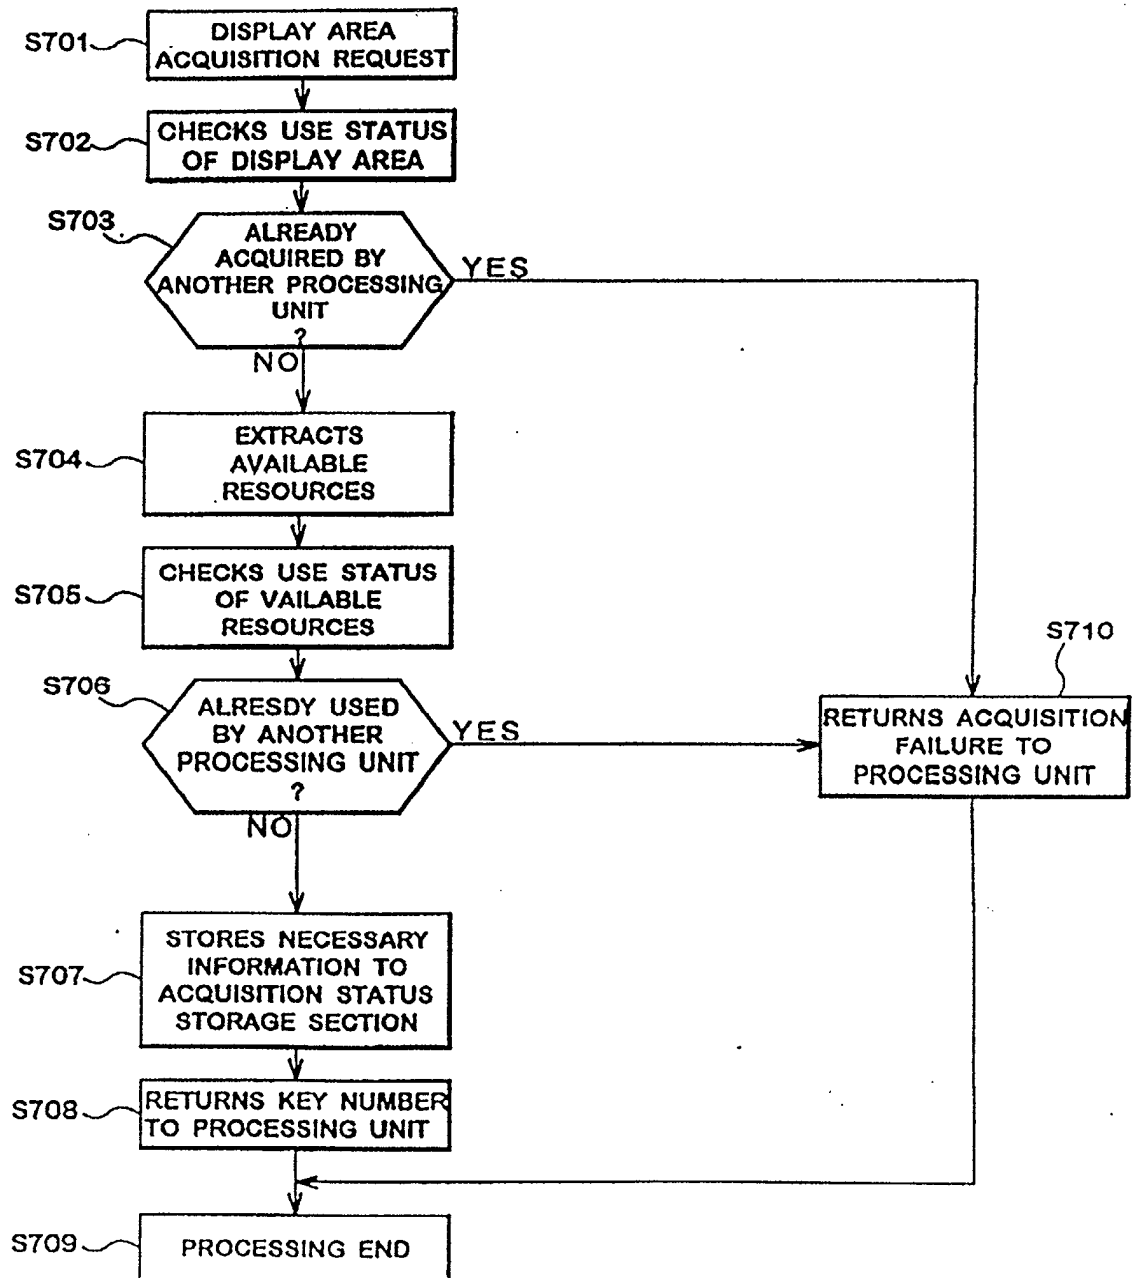 S701
DISPLAY AREA
ACQUISITION REQUEST
S702
CHECKS USE STATUS
OF DISPLAY AREA
S703
ALREADY
ACQUIRED BY
ANOTHER PROCESSING
UNIT
?
YES
NO
S704
EXTRACTS
AVAILABLE
RESOURCES
S705
CHECKS USE STATUS
OF VAILABLE
RESOURCES
S706
ALRESDY USED
BY ANOTHER
PROCESSING UNIT
?
YES
NO
S710
RETURNS ACQUISITION
FAILURE TO
PROCESSING UNIT
S707
STORES NECESSARY
INFORMATION TO
ACQUISITION STATUS
STORAGE SECTION
S708
RETURNS KEY NUMBER
TO PROCESSING UNIT
S709
PROCESSING END